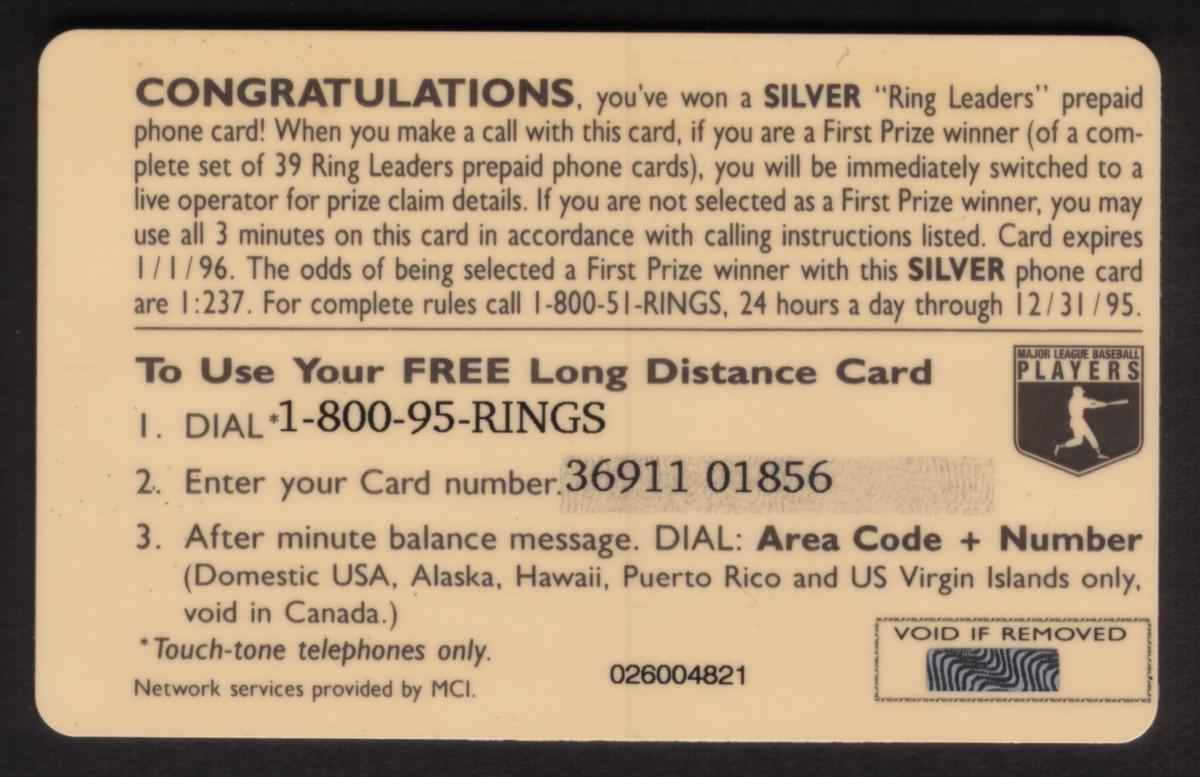 CONGRATULATIONS, you've won a SILVER "Ring Leaders" prepaid
phone card! When you make a call with this card, if you are a First Prize winner (of a com-
plete set of 39 Ring Leaders prepaid phone cards), you will be immediately switched to a
live operator for prize claim details. If you are not selected as a First Prize winner, you may
use all 3 minutes on this card in accordance with calling instructions listed. Card expires
1/1/96. The odds of being selected a First Prize winner with this SILVER phone card
are 1:237. For complete rules call 1-800-51-RINGS, 24 hours a day through 12/31/95.
To Use Your FREE Long Distance Card
MAJOR LEAGUE BASEBALL
PLAYERS
1. DIAL *1-800-95-RINGS
2. Enter your Card number. 36911 01856
3. After minute balance message. DIAL: Area Code + Number
(Domestic USA, Alaska, Hawaii, Puerto Rico and US Virgin Islands only,
void in Canada.)
*Touch-tone telephones only.
Network services provided by MCI.
026004821
VOID IF REMOVED